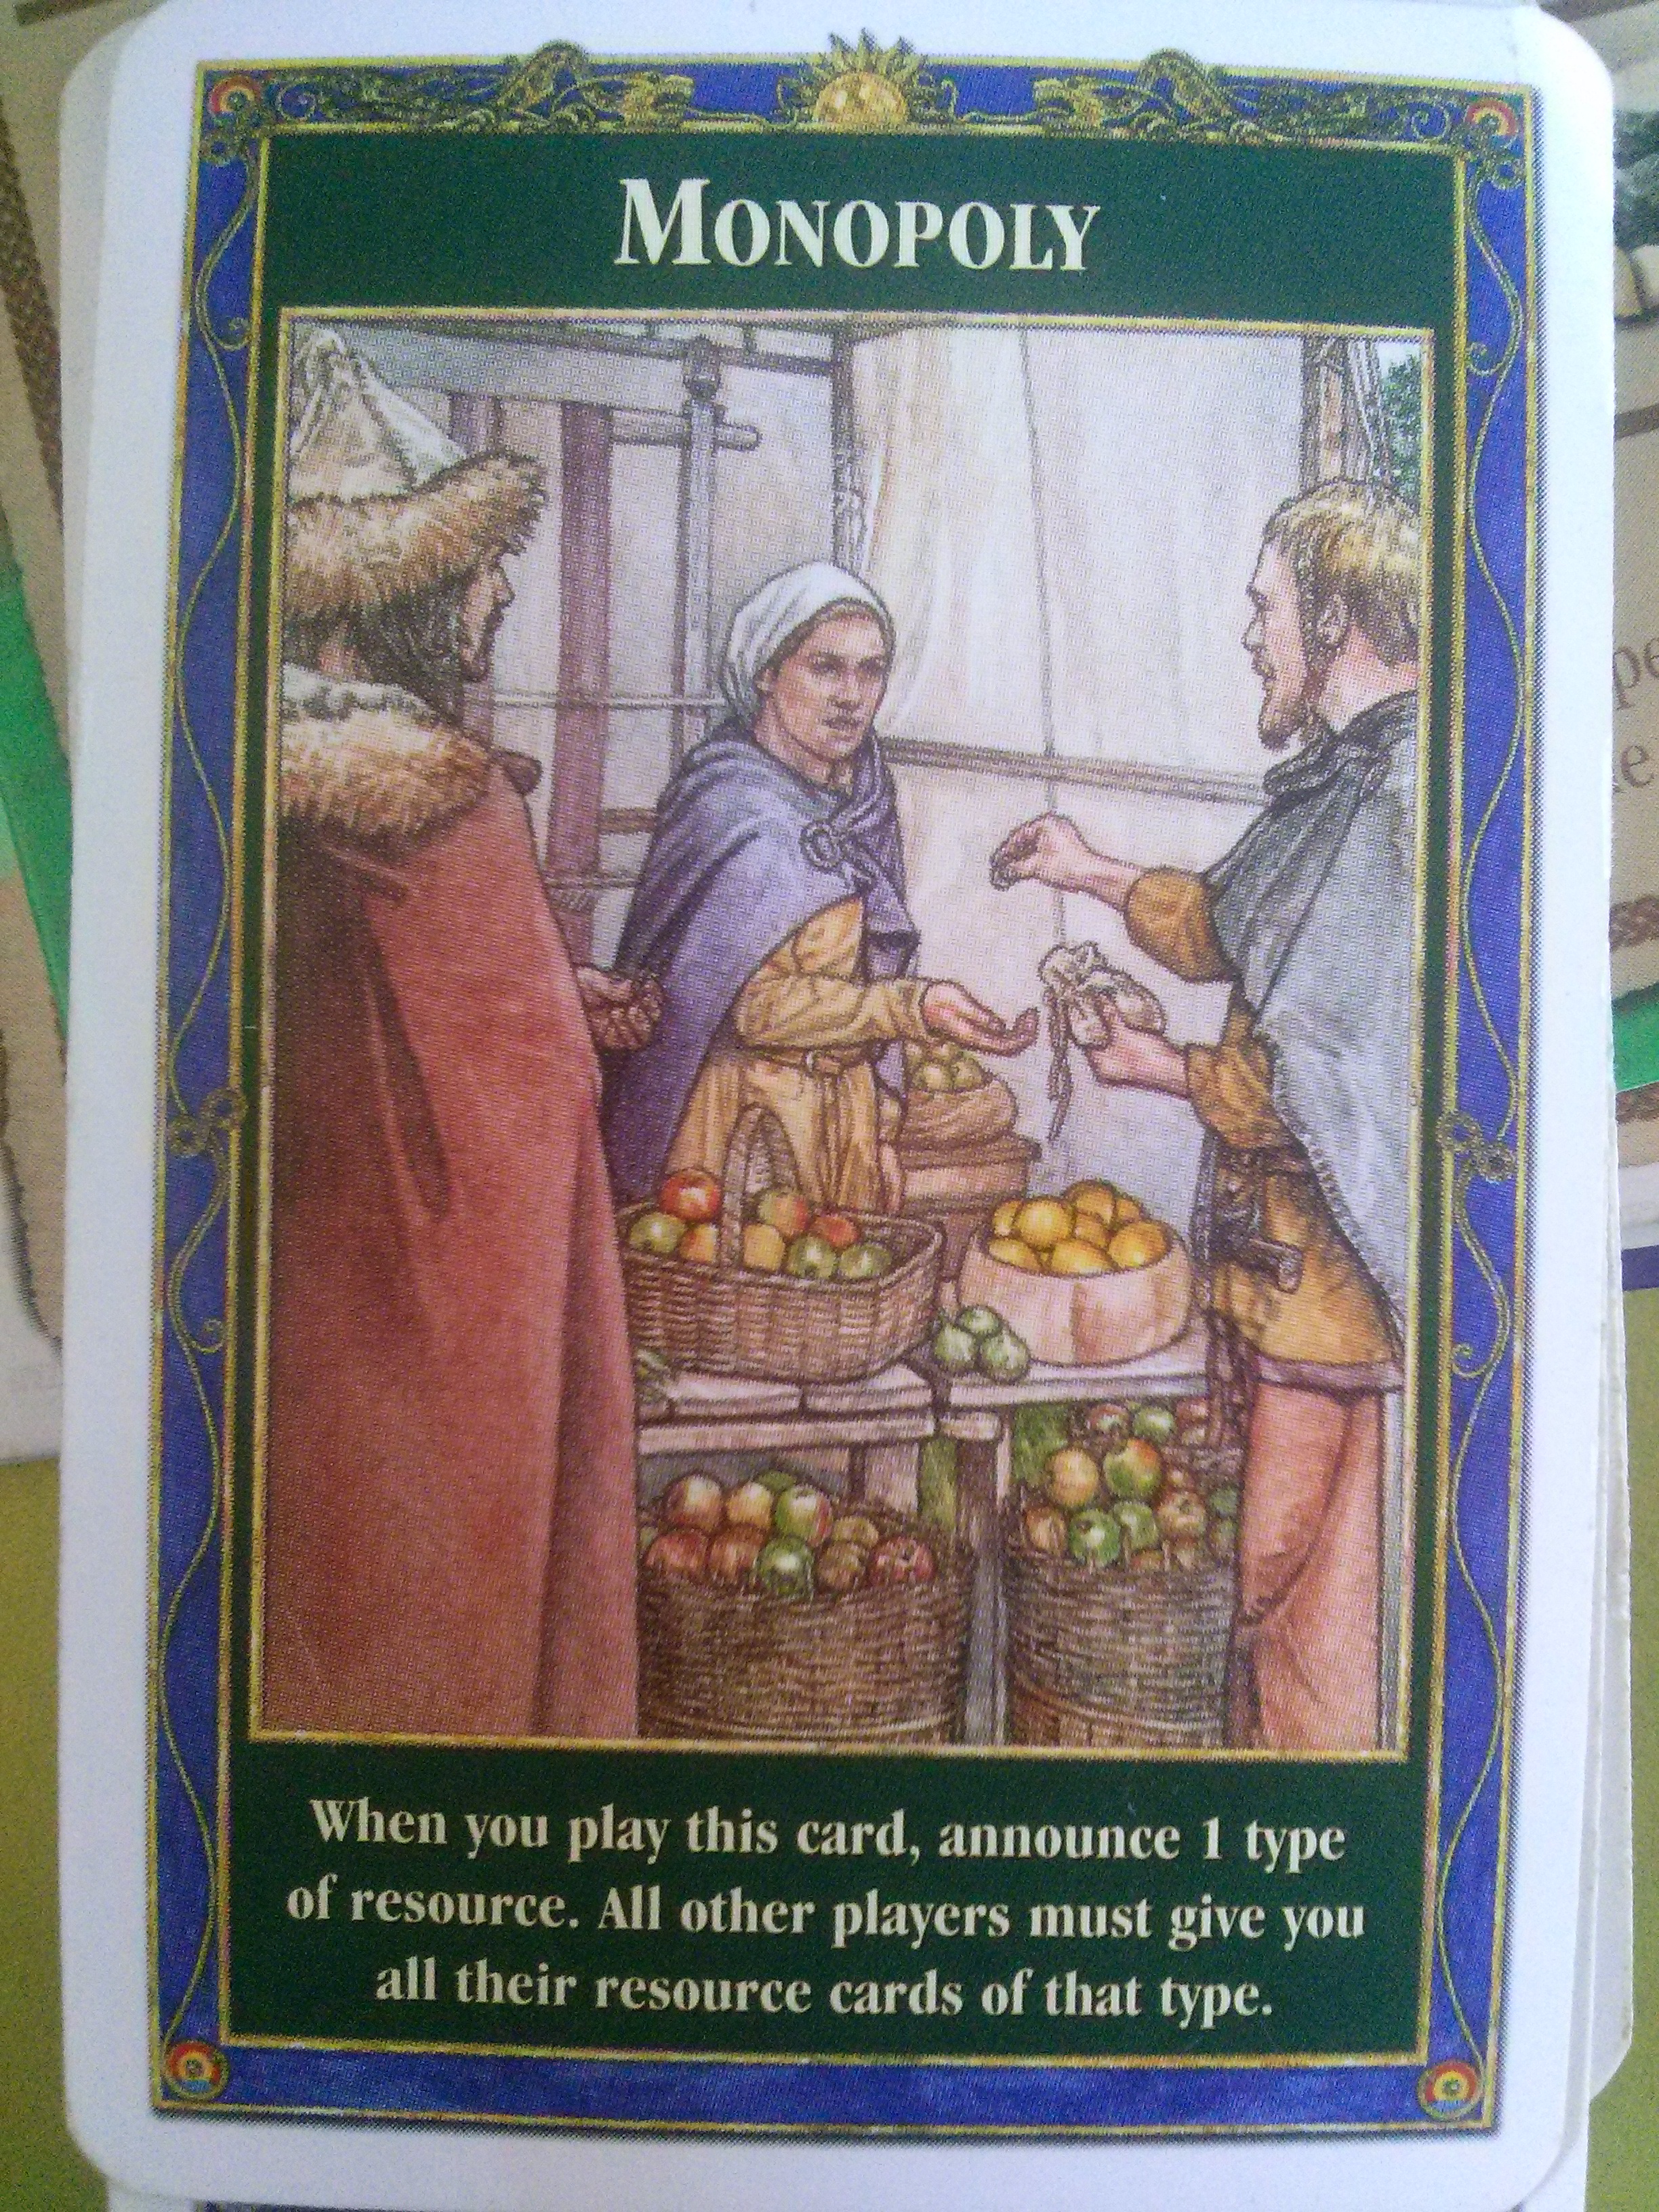 MONOPOLY
When you play this card, announce 1 type
of resource. All other players must give you
all their resource cards of that type.